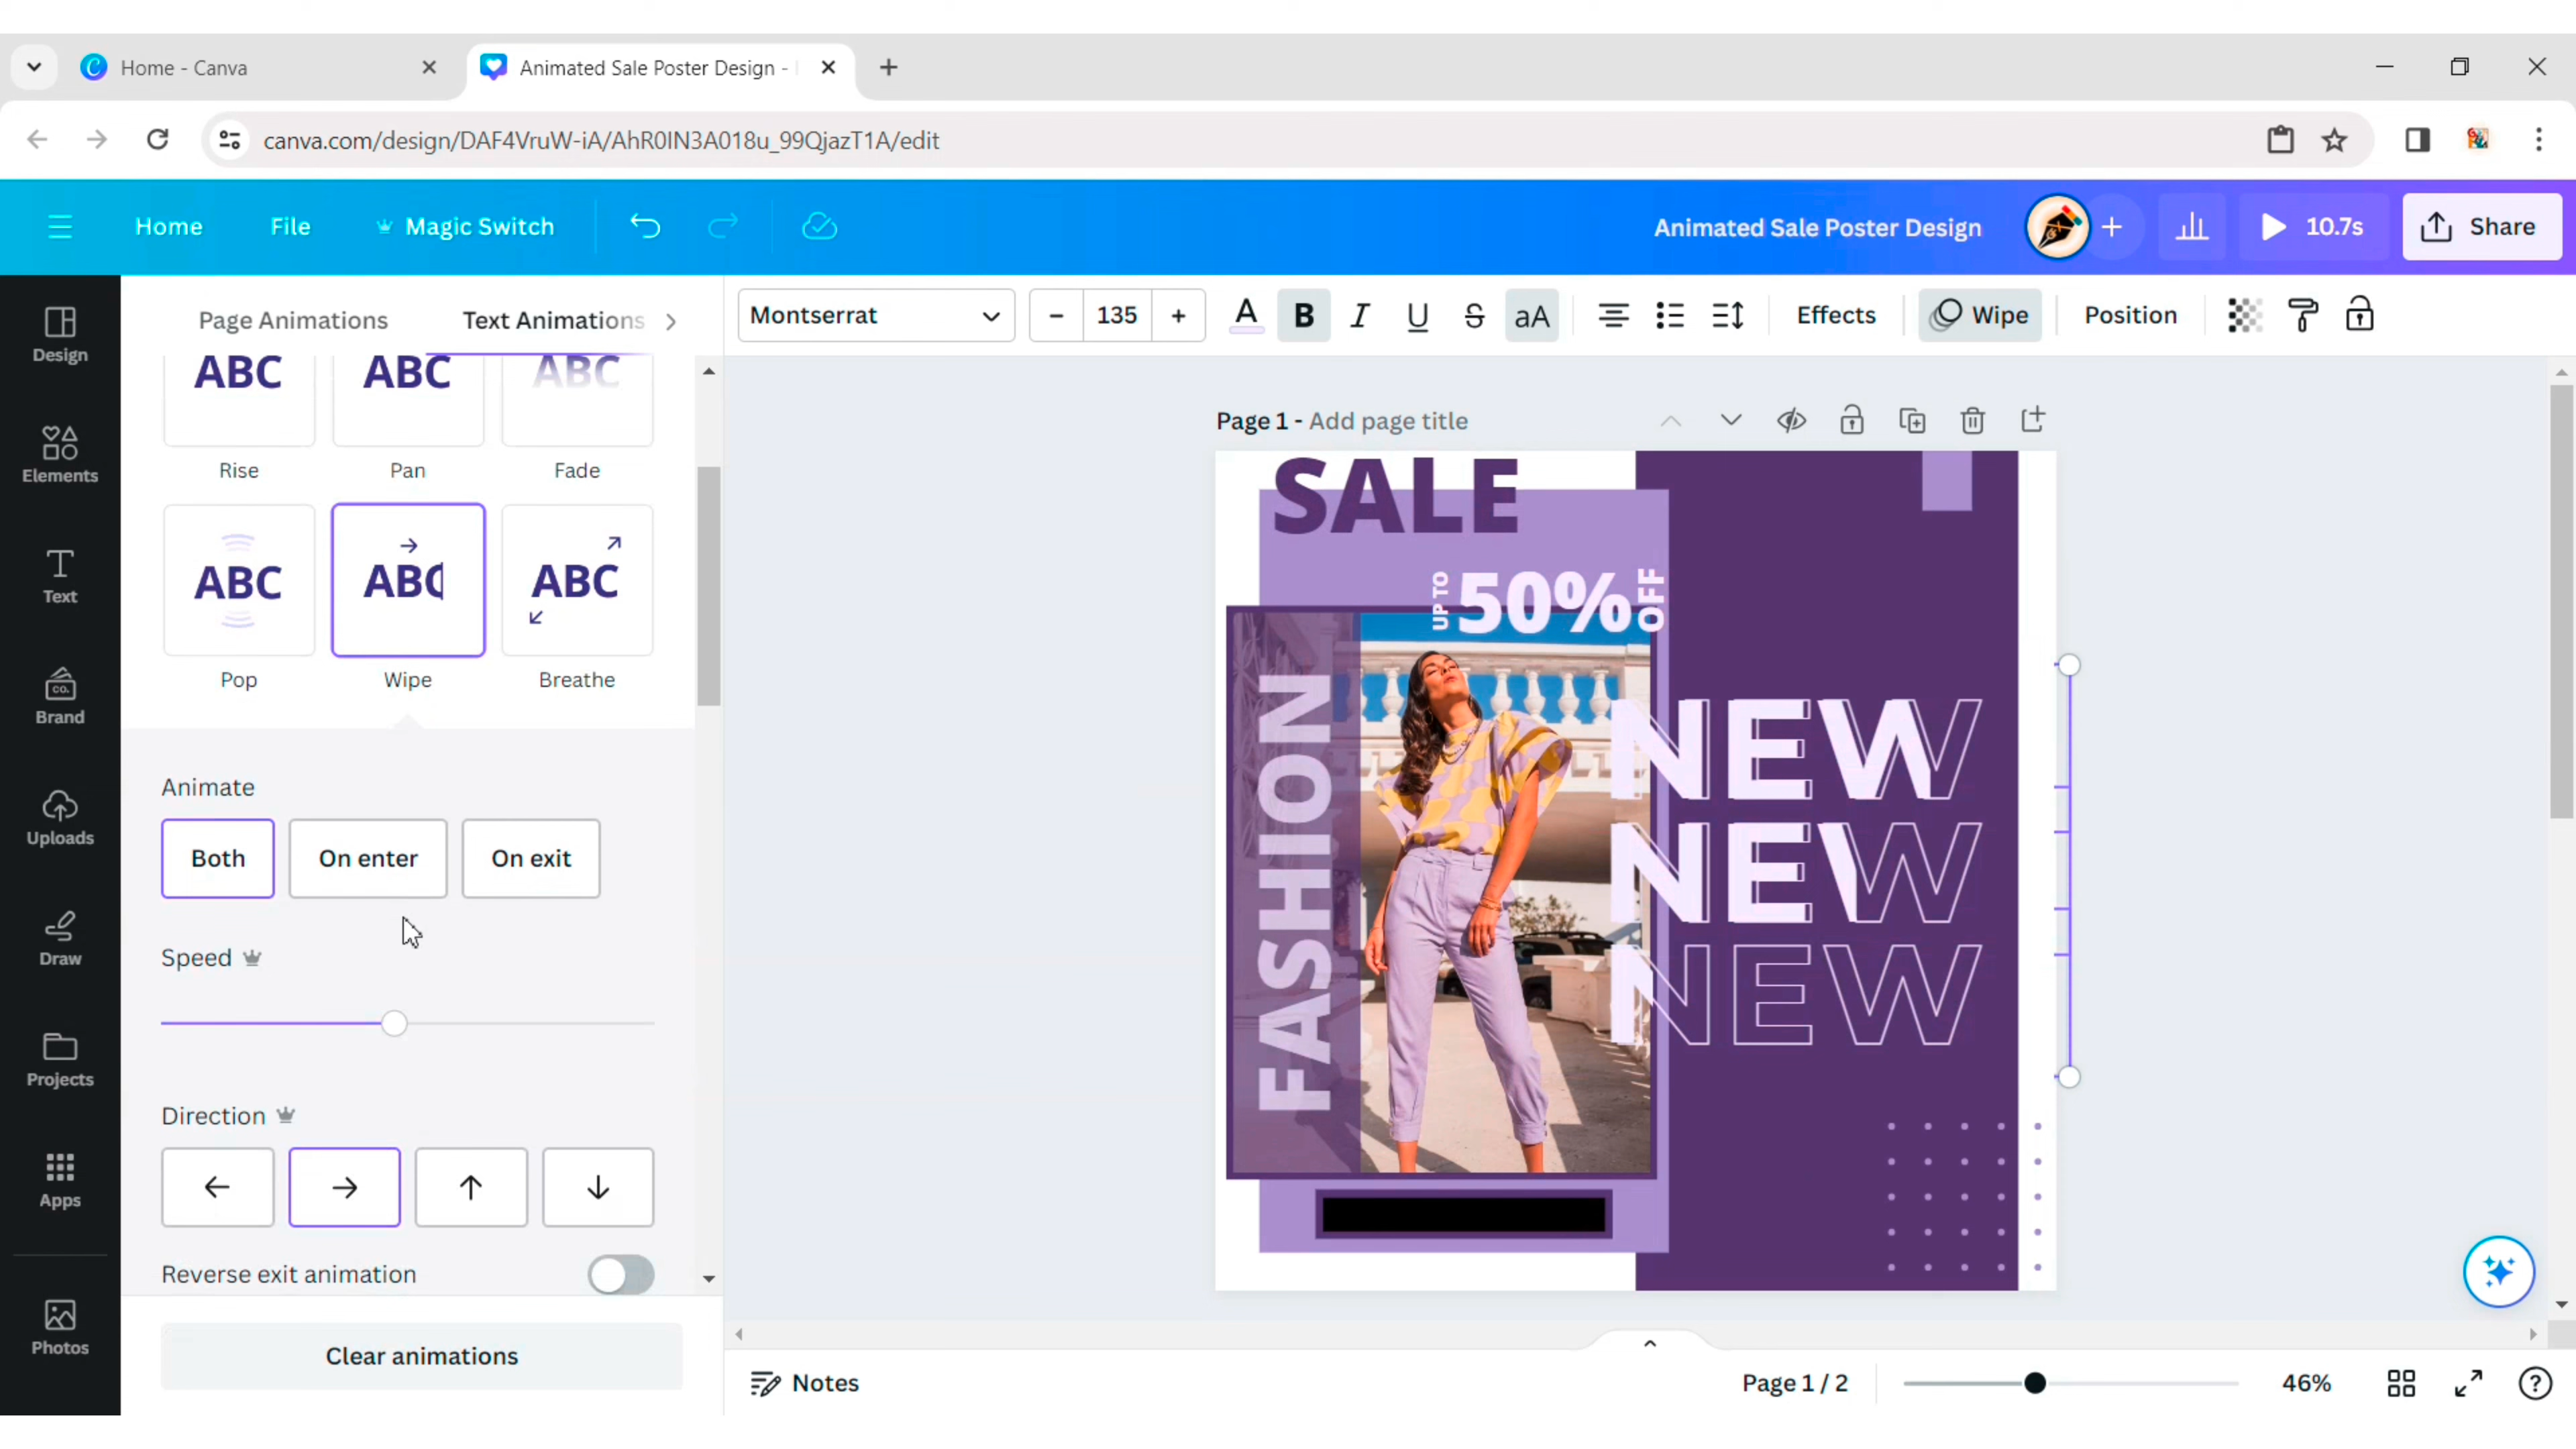 Home - Canva
Animated Sale Poster Design -
canva.com/design/DAF4VruW-iA/AhR0IN3A018u_99QjazT1A/edit
Home
File
Magic Switch
Animated Sale Poster Design
10.7s
Share
Design
Elements
Text
Brand
Uploads
Draw
Projects
Apps
Photos
CO.
T
Page Animations
Text Animations
ABC
ABC
ABC
Rise
Pan
Fade
ABC
ABC
ABC
Pop
Wipe
Breathe
Animate
Both
On enter
On exit
Speed
Direction
Reverse exit animation
Clear animations
Montserrat
135
A
B
I
U
S
aA
Effects
Wipe
Position
Page 1 - Add page title
SALE
UP TO
50%
OFF
FASHION
NEW
NEW
NEW
Notes
Page 1 / 2
46%